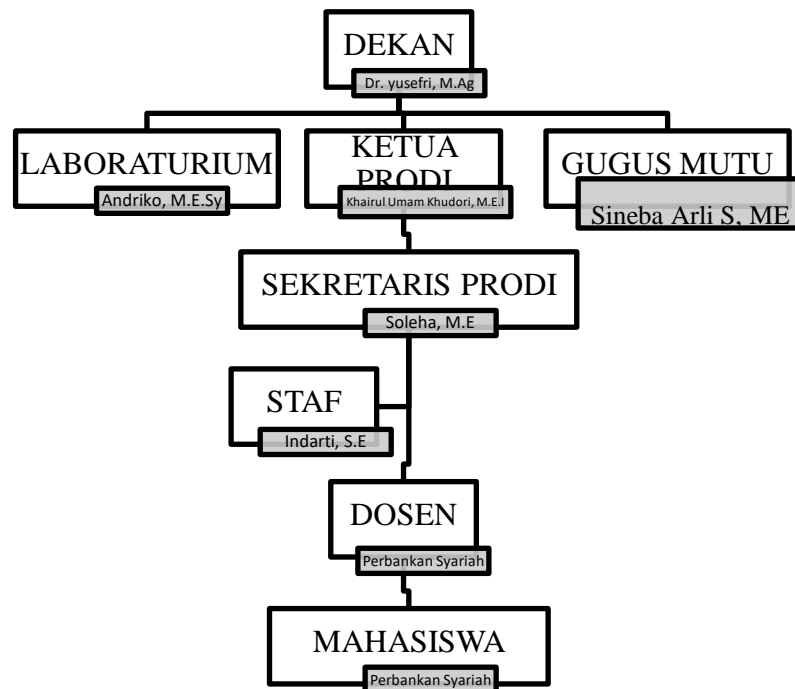 DEKAN
Dr. yusefri, M.Ag
LABORATURIUM
Andriko, M.E.Sy
KETUA
PRODI
Khairul Umam Khudori, M.E.I
GUGUS MUTU
Sineba Arli S, ME
SEKRETARIS PRODI
Soleha, M.E
STAF
Indarti, S.E
DOSEN
Perbankan Syariah
MAHASISWA
Perbankan Syariah